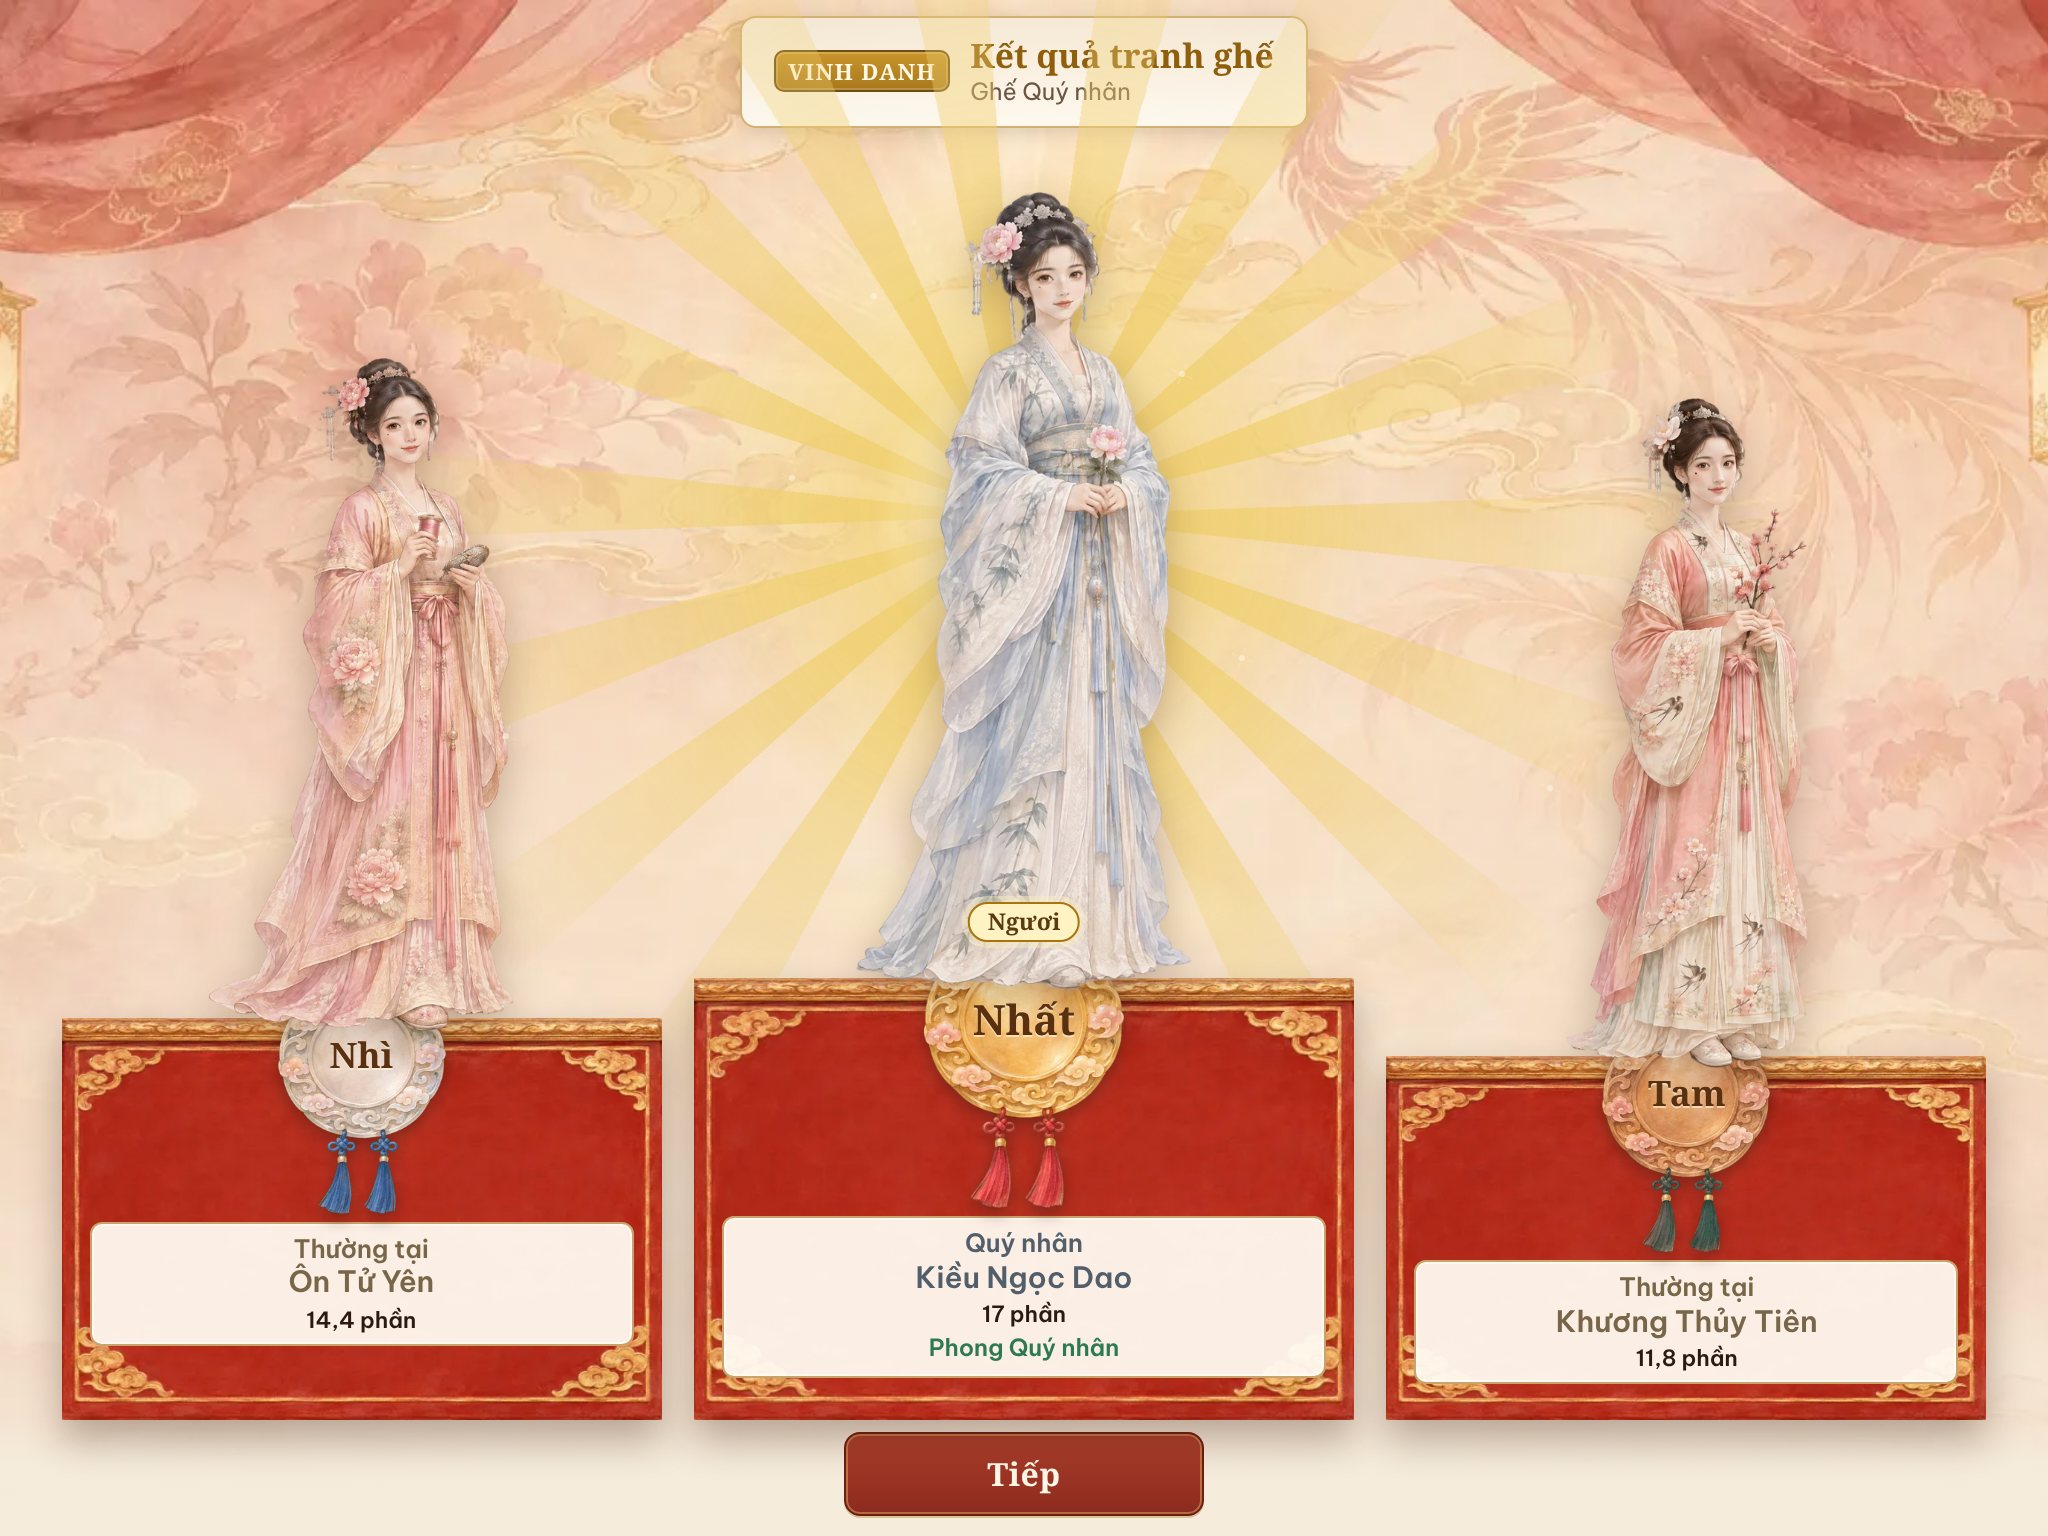 VINH DANH
Kết quả tranh ghế
Ghế Quý nhân
Ngươi
Nhì
Thường tại
Ôn Tử Yên
14,4 phần
Nhất
Quý nhân
Kiều Ngọc Dao
17 phần
Phong Quý nhân
Tam
Thường tại
Khương Thủy Tiên
11,8 phần
Tiếp